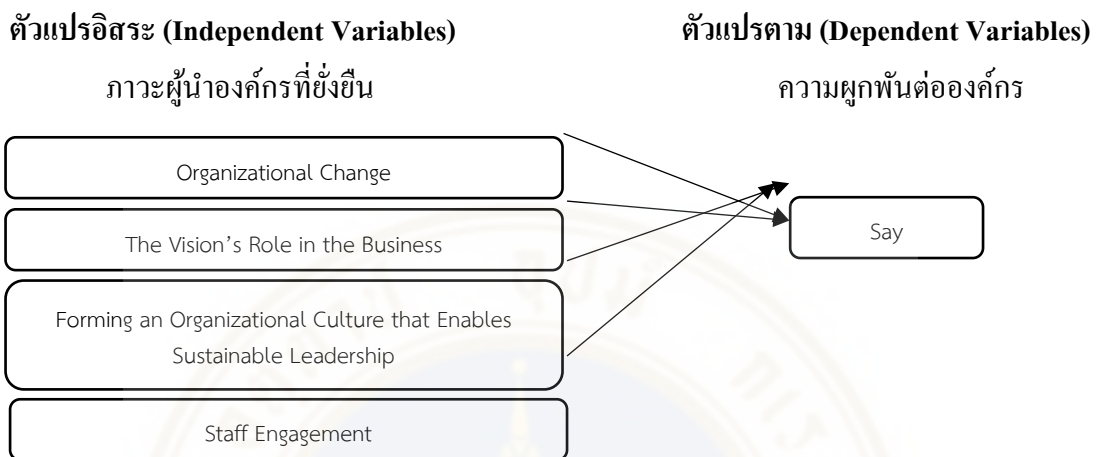 ตัวแปรอิสระ (Independent Variables)
ตัวแปรตาม (Dependent Variables)
ภาวะผู้นำองค์กรที่ยั่งยืน
ความผูกพันต่อองค์กร
Organizational Change
The Vision’s Role in the Business
Say
Forming an Organizational Culture that Enables
Sustainable Leadership
Staff Engagement